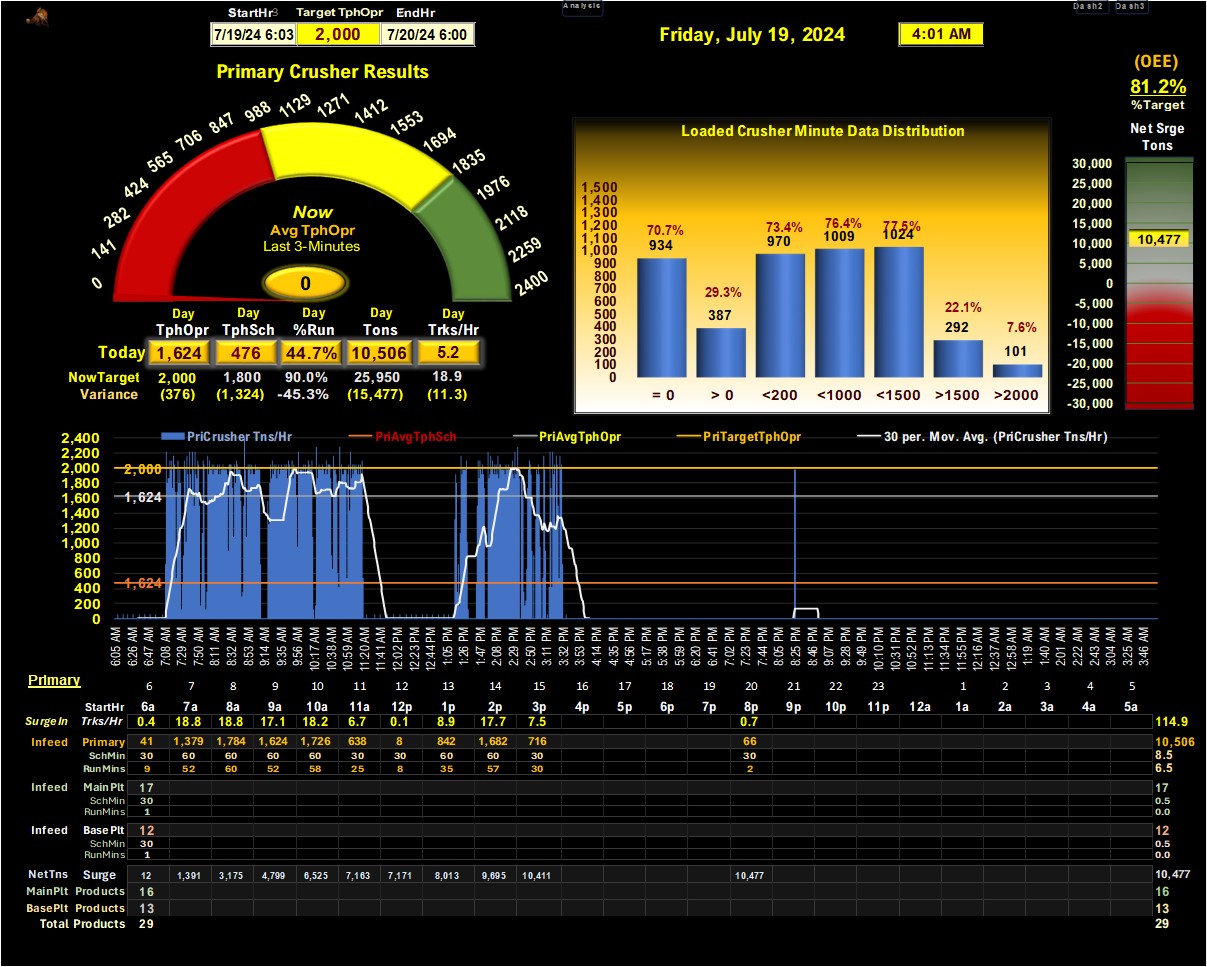 Analysis Dash2 Dash3
StartHr3 Target TphOpr EndHr
7/19/24 6:03 2,000 7/20/24 6:00
Friday, July 19, 2024 4:01 AM
(OEE)
81.2%
%Target
Net Srge
Tons
30,000
25,000
20,000
15,000
10,000
5,000
0
-5,000
-10,000
-15,000
-20,000
-25,000
-30,000
10,477
Primary Crusher Results
0 141 282 424 565 706 847 988 1129 1271 1412 1553 1694 1835 1976 2118 2259 2400
Now
Avg TphOpr
Last 3-Minutes
0
Day Day Day Day Day
TphOpr TphSch %Run Tons Trks/Hr
Today 1,624 476 44.7% 10,506 5.2
NowTarget 2,000 1,800 90.0% 25,950 18.9
Variance (376) (1,324) -45.3% (15,477) (11.3)
Loaded Crusher Minute Data Distribution
1,500
1,400
1,300
1,200
1,100
1,000
900
800
700
600
500
400
300
200
100
0
70.7% 29.3% 73.4% 76.4% 77.5% 22.1% 7.6%
934 387 970 1009 1024 292 101
= 0 > 0 <200 <1000 <1500 >1500 >2000
PriCrusher Tns/Hr PriAvgTphSch PriAvgTphOpr PriTargetTphOpr 30 per. Mov. Avg. (PriCrusher Tns/Hr)
2,400
2,200
2,000
1,800
1,600
1,400
1,200
1,000
800
600
400
200
0
2,000
1,624
1,624
6:05 AM 6:26 AM 6:47 AM 7:08 AM 7:29 AM 7:50 AM 8:11 AM 8:32 AM 8:53 AM 9:14 AM 9:35 AM 9:56 AM 10:17 AM 10:38 AM 10:59 AM 11:20 AM 11:41 AM 12:02 PM 12:23 PM 12:44 PM 1:05 PM 1:26 PM 1:47 PM 2:08 PM 2:29 PM 2:50 PM 3:11 PM 3:32 PM 3:53 PM 4:14 PM 4:35 PM 4:56 PM 5:17 PM 5:38 PM 5:59 PM 6:20 PM 6:41 PM 7:02 PM 7:23 PM 7:44 PM 8:05 PM 8:25 PM 8:46 PM 9:07 PM 9:28 PM 9:49 PM 10:10 PM 10:31 PM 10:52 PM 11:13 PM 11:34 PM 11:55 PM 12:16 AM 12:37 AM 12:58 AM 1:19 AM 1:40 AM 2:01 AM 2:22 AM 2:43 AM 3:04 AM 3:25 AM 3:46 AM
Primary
6 7 8 9 10 11 12 13 14 15 16 17 18 19 20 21 22 23 1 2 3 4 5
StartHr 6a 7a 8a 9a 10a 11a 12p 1p 2p 3p 4p 5p 6p 7p 8p 9p 10p 11p 12a 1a 2a 3a 4a 5a
SurgeIn Trks/Hr 0.4 18.8 18.8 17.1 18.2 6.7 0.1 8.9 17.7 7.5 0.7 114.9
Infeed Primary 41 1,379 1,784 1,624 1,726 638 8 842 1,682 716 66 10,506
SchMin 30 60 60 60 60 30 30 60 60 30 30 8.5
RunMins 9 52 60 52 58 25 8 35 57 30 2 6.5
Infeed MainPlt 17 17
SchMin 30 0.5
RunMins 1 0.0
Infeed BasePlt 12 12
SchMin 30 0.5
RunMins 1 0.0
NetTns Surge 12 1,391 3,175 4,799 6,525 7,163 7,171 8,013 9,695 10,411 10,477 10,477
MainPlt Products 16 16
BasePlt Products 13 13
Total Products 29 29